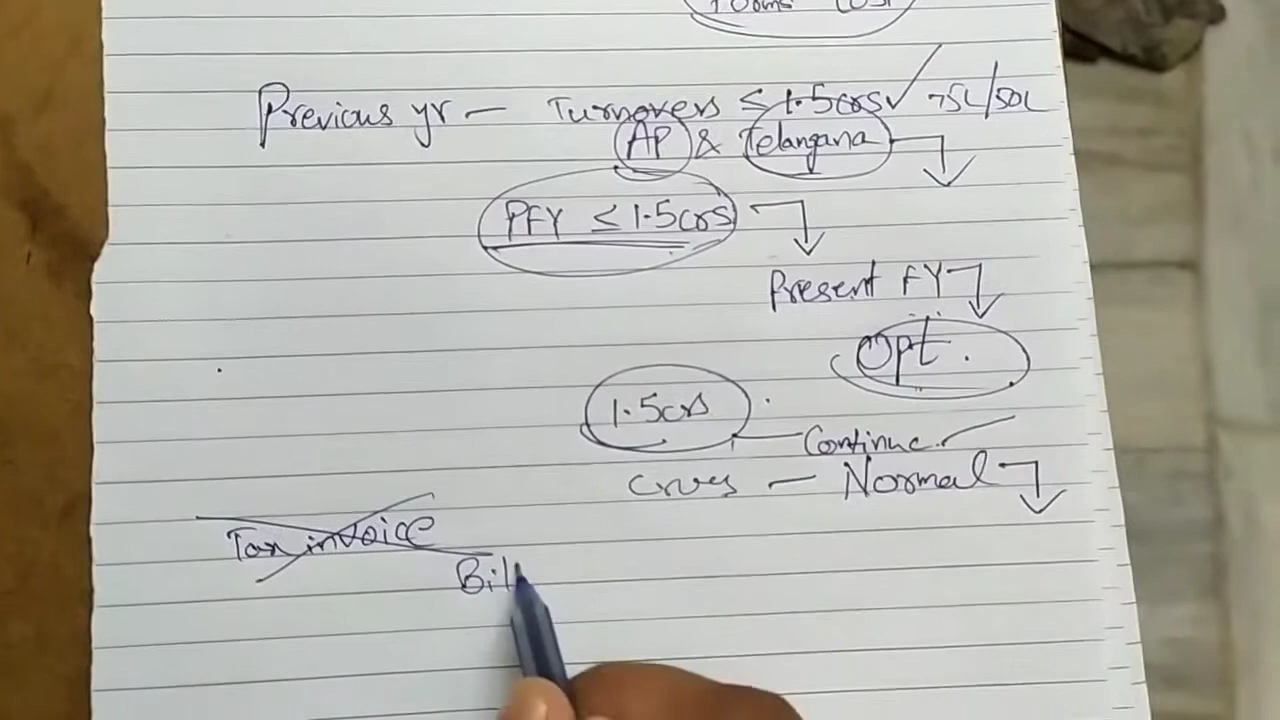 Previous yr — Turnovers ≤ 1.5crs ✓ 75L/50L
AP & Telangana
PFY ≤ 1.5crs
Present FY
Opt.
1.5crs
Continue ✓
Crores — Normal
Tax invoice
Bil